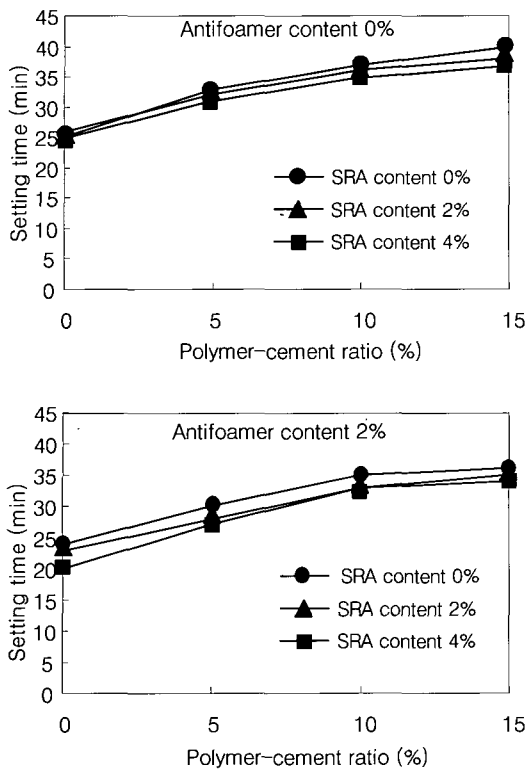 Antifoamer content 0%
Setting time (min)
45
40
35
30
25
20
15
10
5
0
SRA content 0%
SRA content 2%
SRA content 4%
0 5 10 15
Polymer-cement ratio (%)
Antifoamer content 2%
Setting time (min)
45
40
35
30
25
20
15
10
5
0
SRA content 0%
SRA content 2%
SRA content 4%
0 5 10 15
Polymer-cement ratio (%)